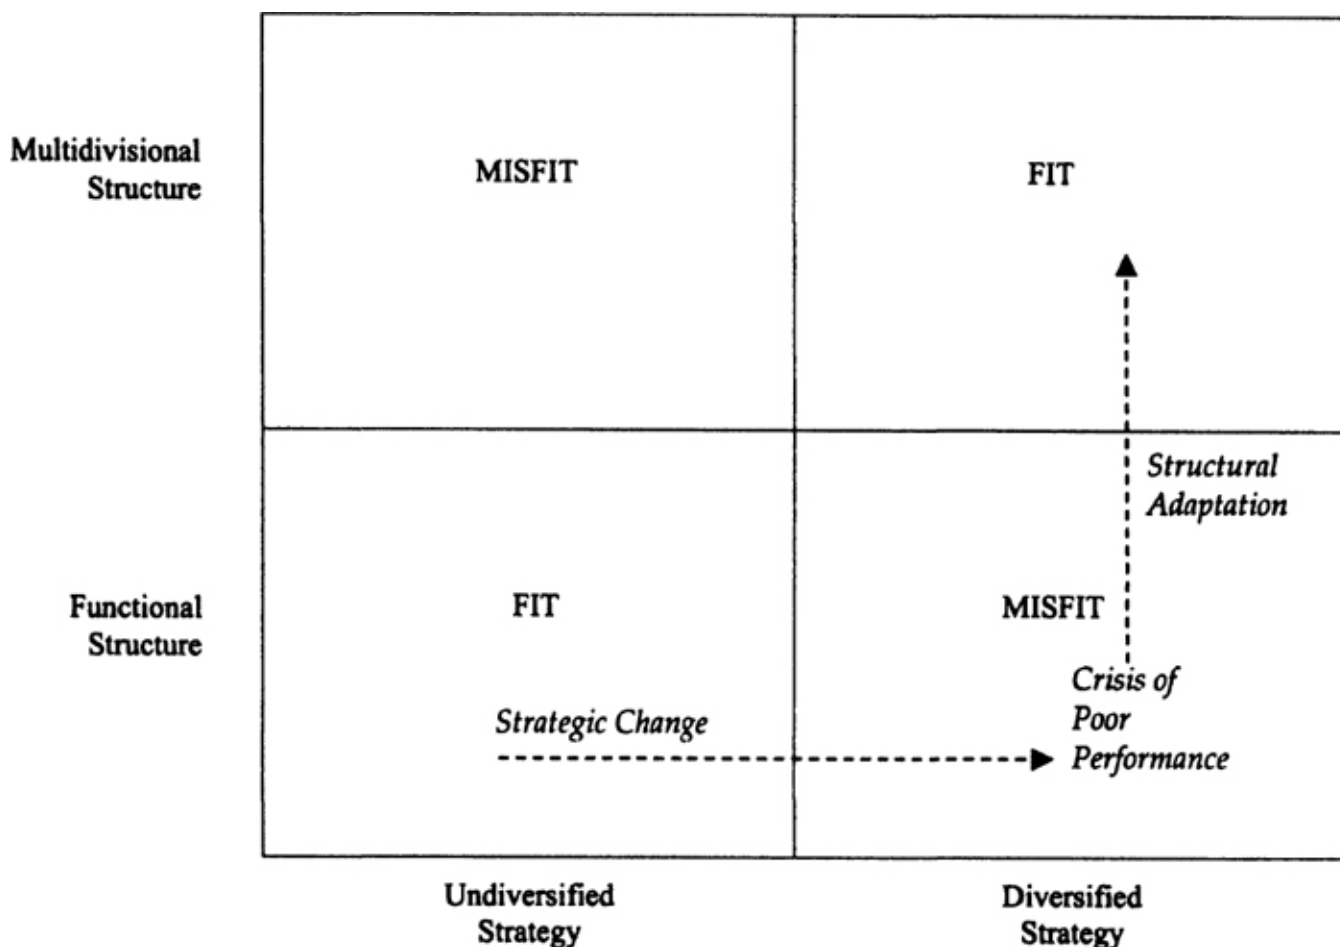 Multidivisional
Structure
MISFIT
FIT
Structural
Adaptation
Functional
Structure
FIT
MISFIT
Strategic Change
Crisis of
Poor
Performance
Undiversified
Strategy
Diversified
Strategy